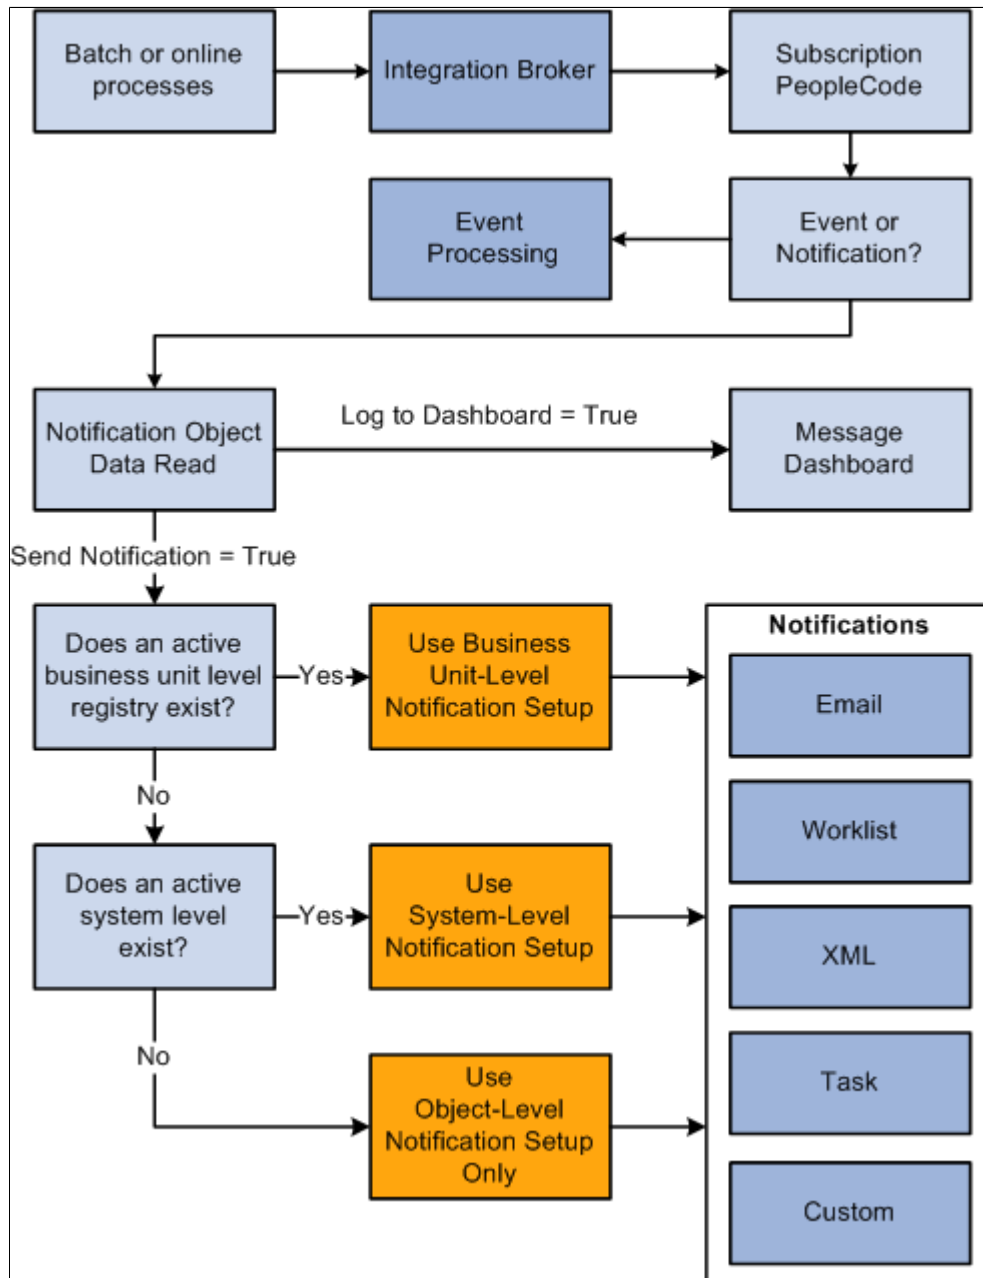 Batch or online
processes
Integration Broker
Subscription
PeopleCode
Event
Processing
Event or
Notification?
Notification Object
Data Read
Log to Dashboard = True
Message
Dashboard
Send Notification = True
Does an active
business unit level
registry exist?
Yes
Use Business
Unit-Level
Notification Setup
Notifications
Email
Worklist
XML
Task
Custom
No
Does an active
system level
exist?
Yes
Use
System-Level
Notification Setup
No
Use
Object-Level
Notification Setup
Only